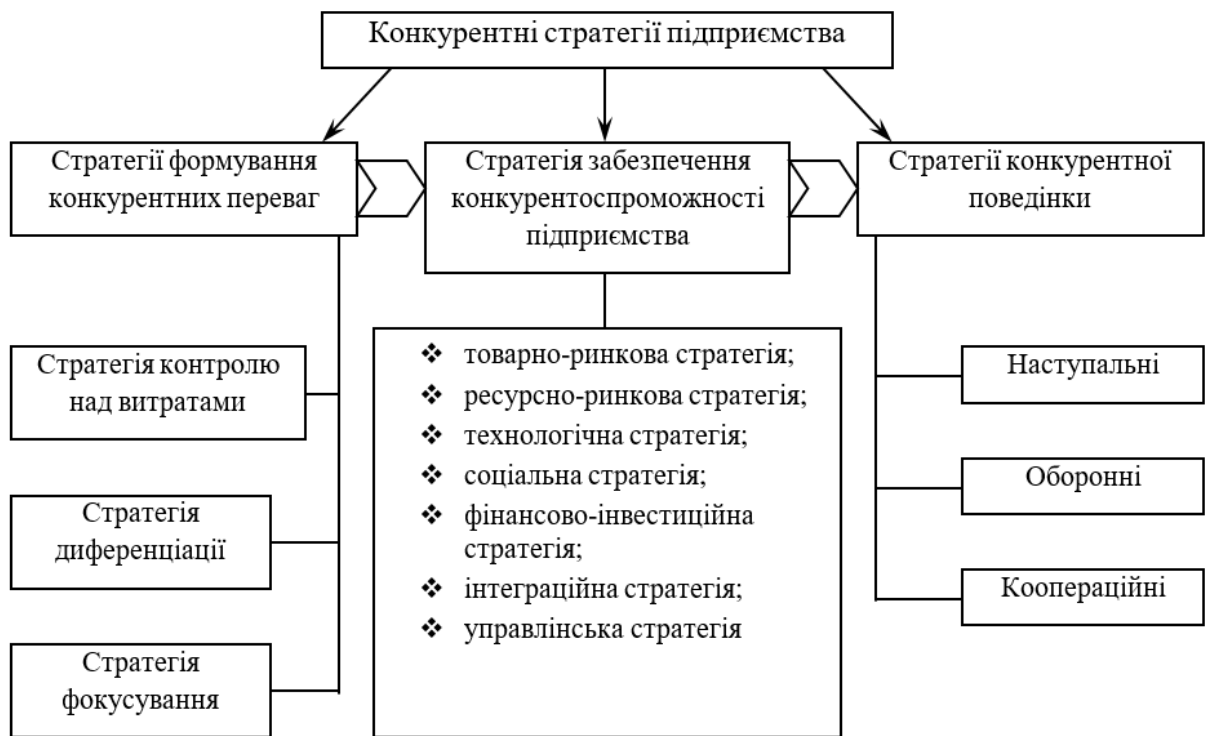 Конкурентні стратегії підприємства
Стратегії формування
конкурентних переваг
Стратегія забезпечення
конкурентоспроможності
підприємства
Стратегії конкурентної
поведінки
Стратегія контролю
над витратами
Стратегія
диференціації
Стратегія
фокусування
❖ товарно-ринкова стратегія;
❖ ресурсно-ринкова стратегія;
❖ технологічна стратегія;
❖ соціальна стратегія;
❖ фінансово-інвестиційна
стратегія;
❖ інтеграційна стратегія;
❖ управлінська стратегія
Наступальні
Оборонні
Коопераційні